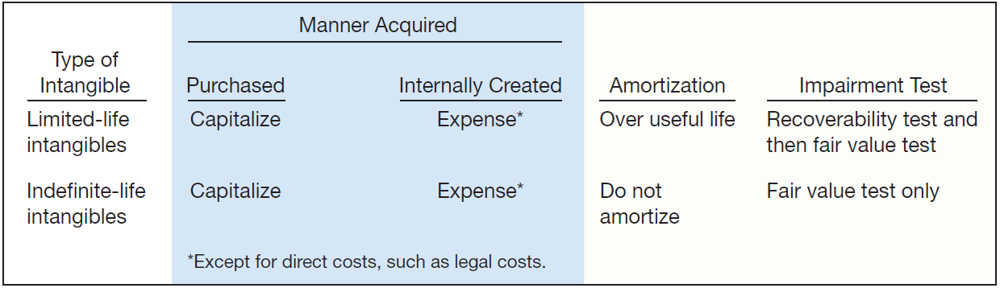 Manner Acquired
Type of
Intangible
Purchased
Internally Created
Amortization
Impairment Test
Limited-life
intangibles
Capitalize
Expense*
Over useful life
Recoverability test and
then fair value test
Indefinite-life
intangibles
Capitalize
Expense*
Do not
amortize
Fair value test only
*Except for direct costs, such as legal costs.